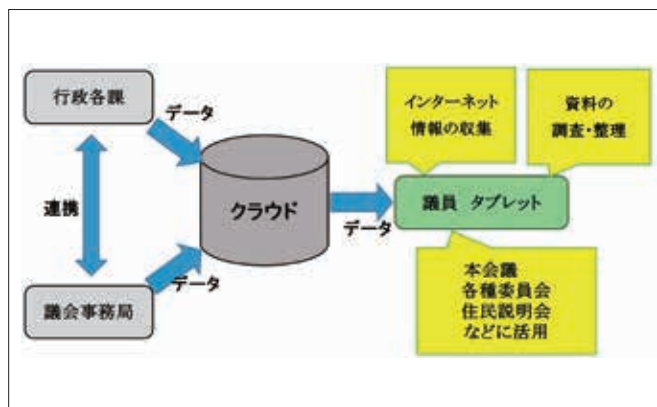 行政各課
データ
連携
議会事務局
データ
クラウド
データ
インターネット
情報の収集
資料の
調査・整理
議員 タブレット
本会議
各種委員会
住民説明会
などに活用